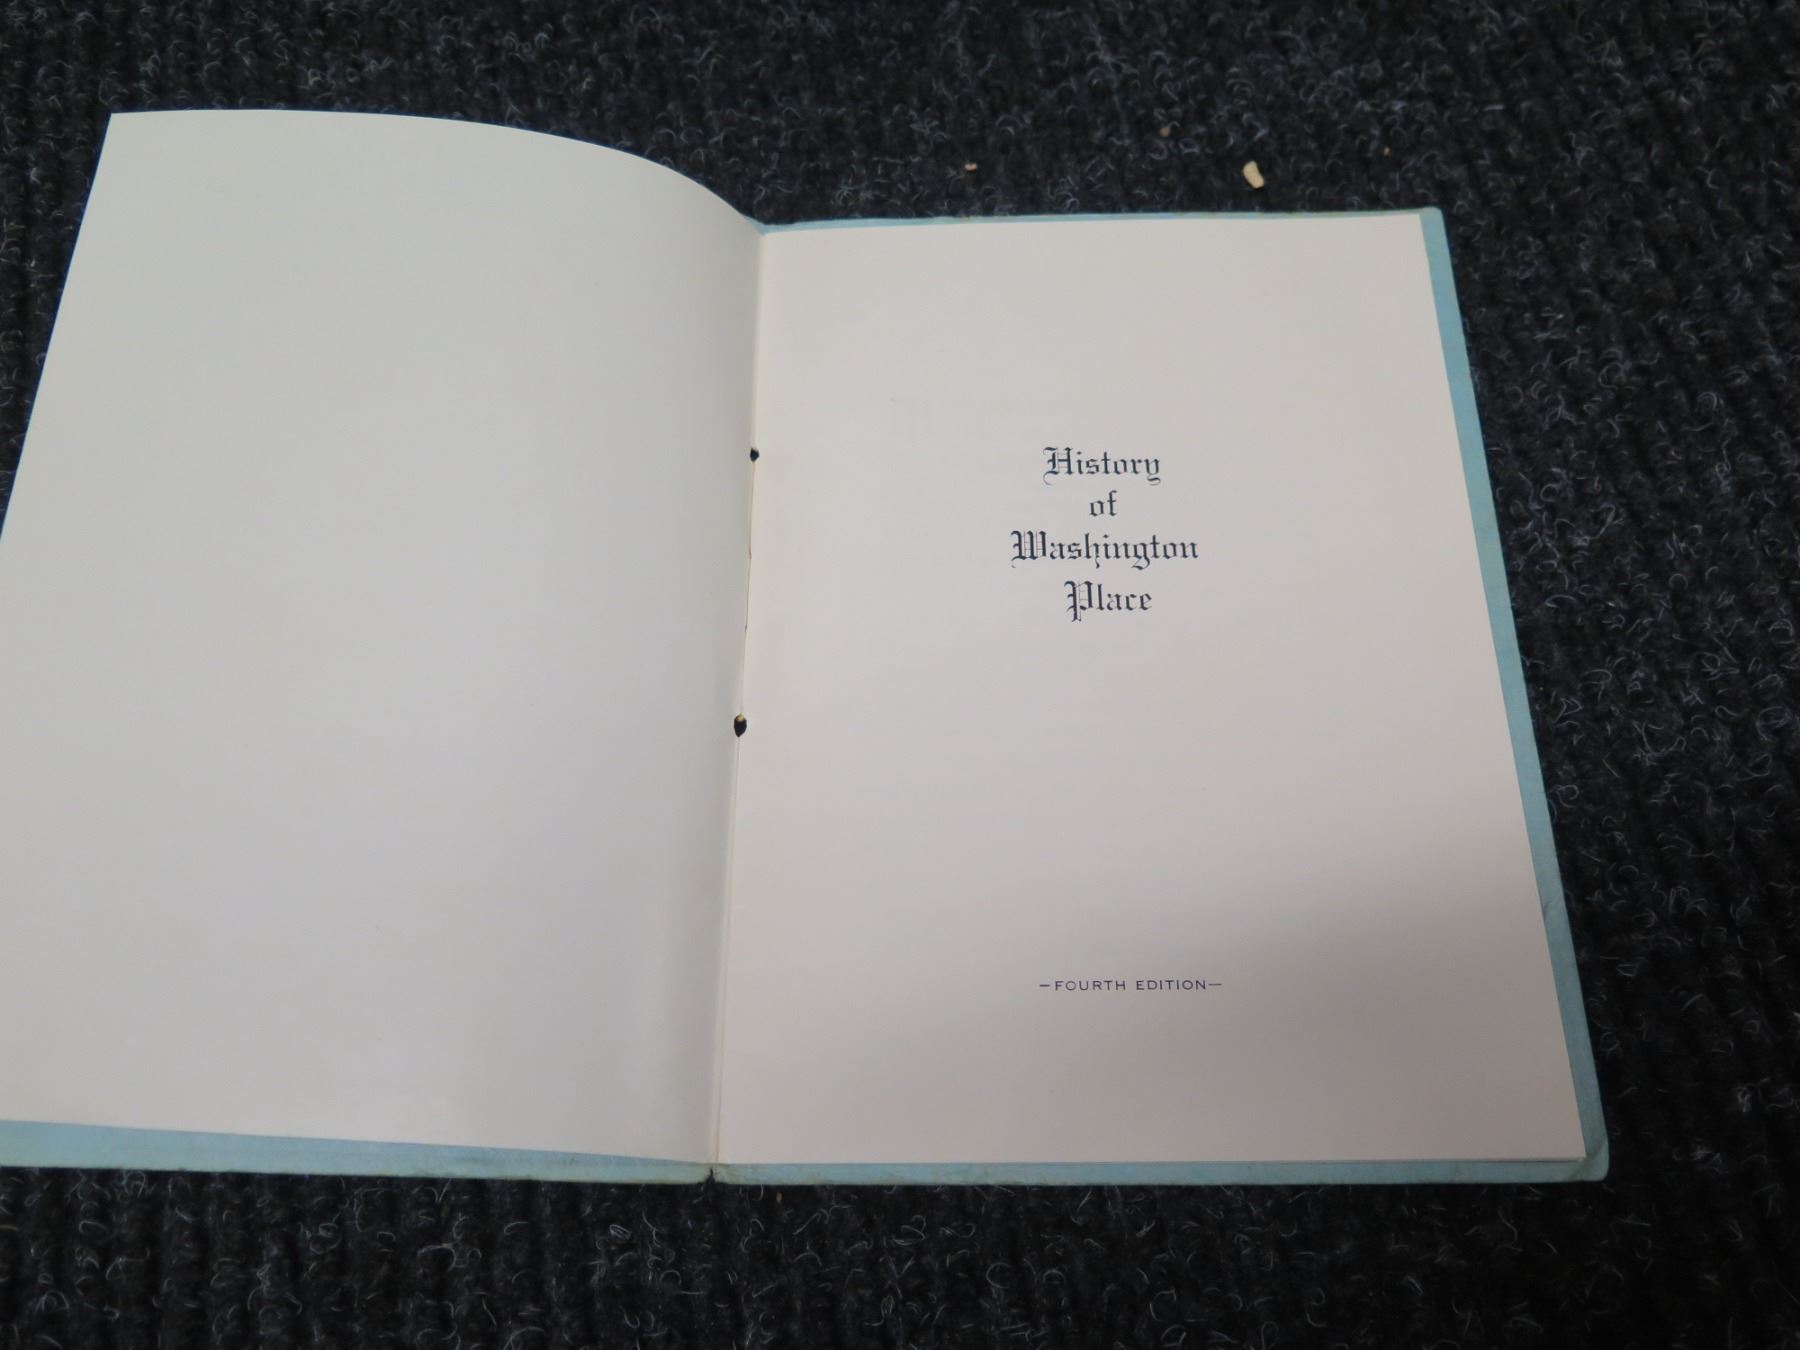 History
of
Washington
Place
—FOURTH EDITION—